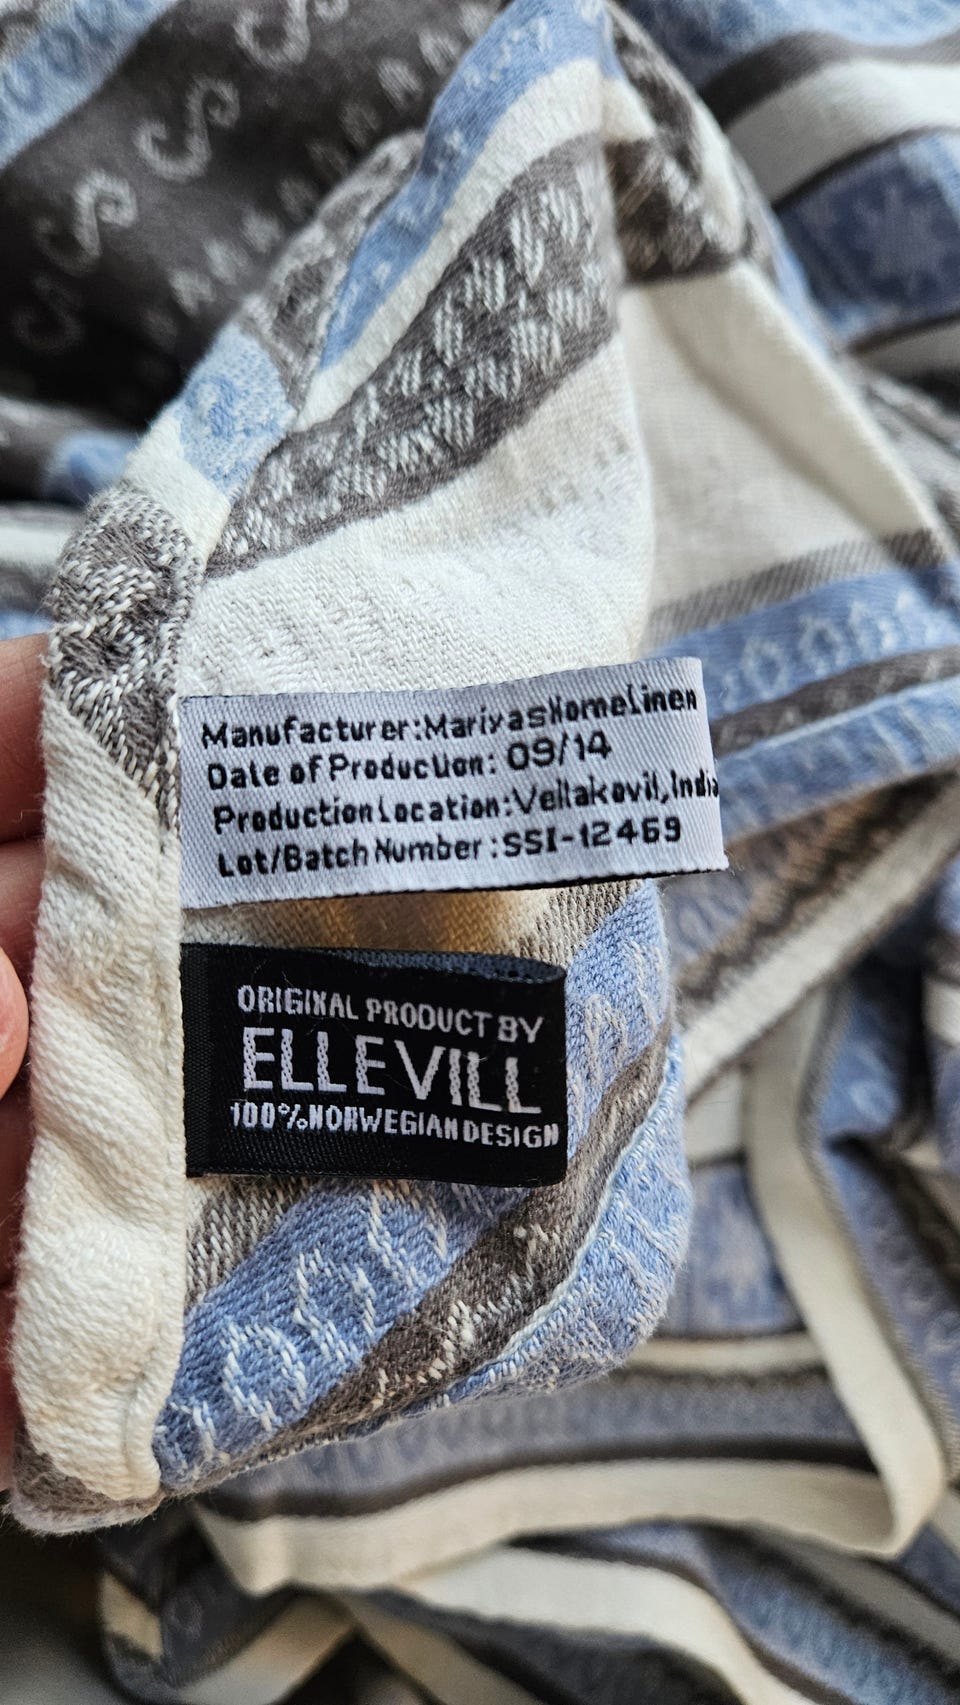 Manufacturer:MariyasHomeLinen
Date of Production: 09/14
Production Location:Vellakovil,India
Lot/Batch Number :SSI-12469
ORIGINAL PRODUCT BY
ELLEVILL
100% NORWEGIAN DESIGN